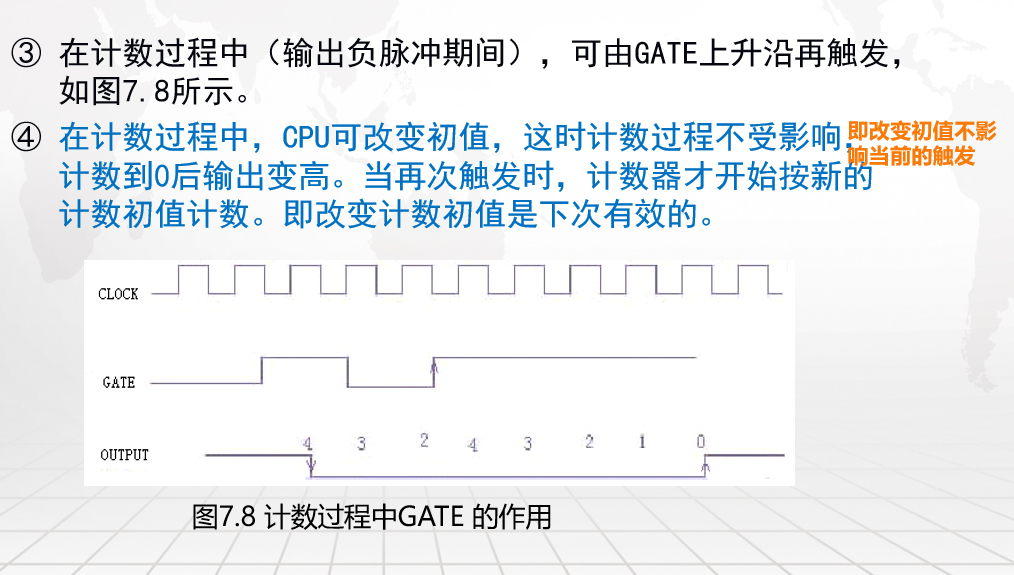 ③ 在计数过程中（输出负脉冲期间），可由GATE上升沿再触发，
如图7.8所示。
④ 在计数过程中，CPU可改变初值，这时计数过程不受影响，
即改变初值不影
响当前的触发
计数到0后输出变高。当再次触发时，计数器才开始按新的
计数初值计数。即改变计数初值是下次有效的。
CLOCK
GATE
4 3 2 4 3 2 1 0
OUTPUT
图7.8 计数过程中GATE 的作用